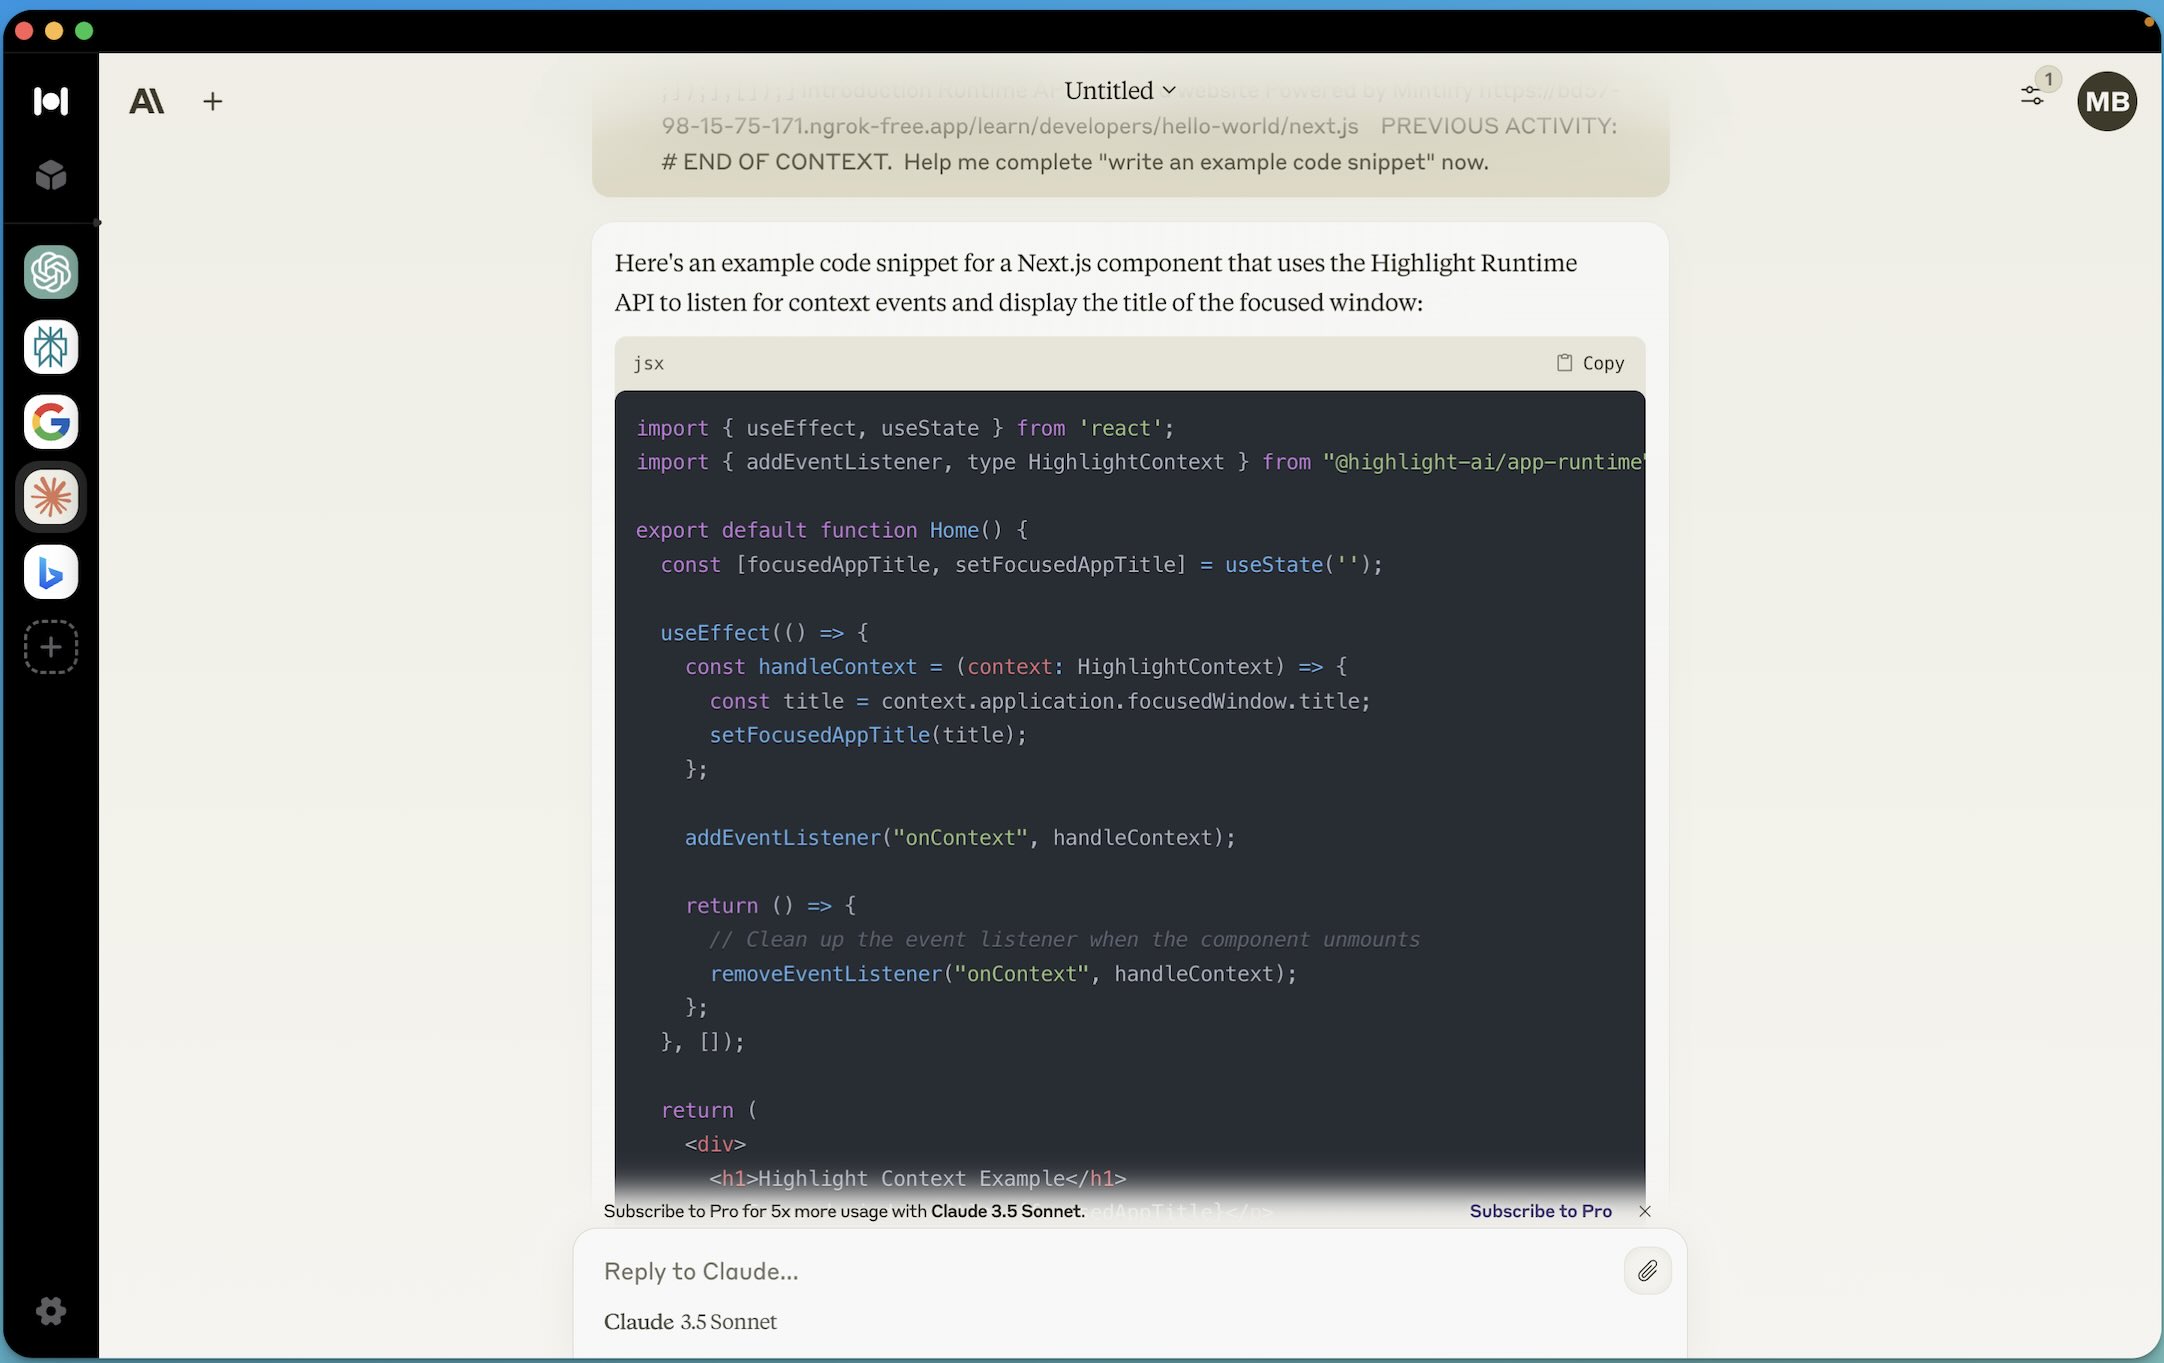 Untitled
;});},[]);} Introduction Runtime AP website Powered by Mintlify https://bd87-
98-15-75-171.ngrok-free.app/learn/developers/hello-world/next.js PREVIOUS ACTIVITY:
# END OF CONTEXT. Help me complete "write an example code snippet" now.
1
MB
Here's an example code snippet for a Next.js component that uses the Highlight Runtime
API to listen for context events and display the title of the focused window:
jsx
Copy
import { useEffect, useState } from 'react';
import { addEventListener, type HighlightContext } from "@highlight-ai/app-runtime"
export default function Home() {
const [focusedAppTitle, setFocusedAppTitle] = useState('');
useEffect(() => {
const handleContext = (context: HighlightContext) => {
const title = context.application.focusedWindow.title;
setFocusedAppTitle(title);
};
addEventListener("onContext", handleContext);
return () => {
// Clean up the event listener when the component unmounts
removeEventListener("onContext", handleContext);
};
}, []);
return (
<div>
<h1>Highlight Context Example</h1>
Subscribe to Pro for 5x more usage with Claude 3.5 Sonnet.
Subscribe to Pro
Reply to Claude...
Claude 3.5 Sonnet